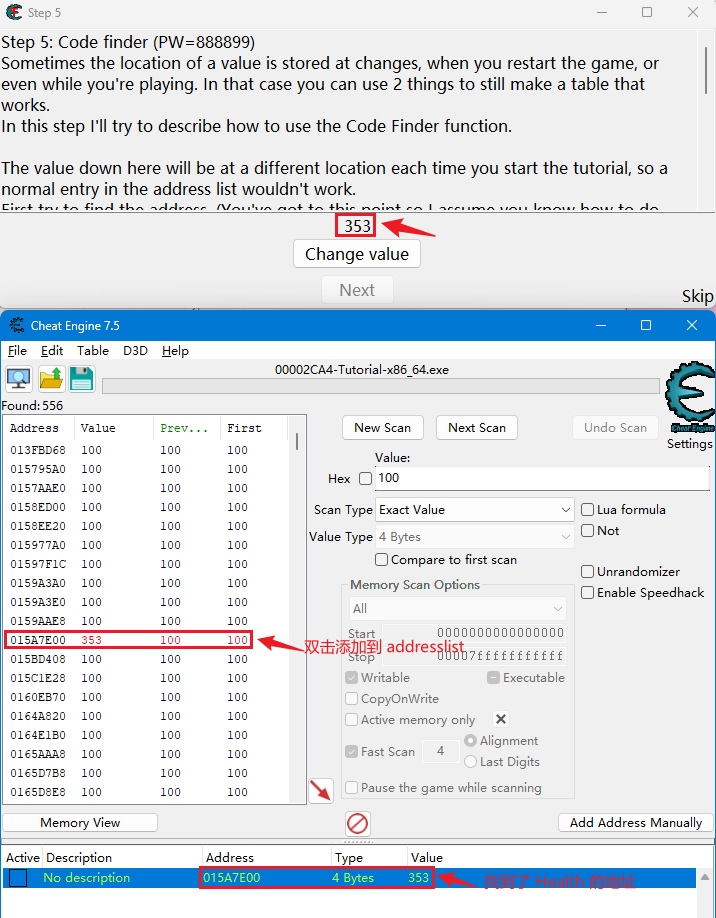 Step 5
Step 5: Code finder (PW=888899)
Sometimes the location of a value is stored at changes, when you restart the game, or
even while you're playing. In that case you can use 2 things to still make a table that
works.
In this step I'll try to describe how to use the Code Finder function.
The value down here will be at a different location each time you start the tutorial, so a
normal entry in the address list wouldn't work.
First try to find the address. (You've got to this point so I assume you know how to do
353
Change value
Next
Skip
Cheat Engine 7.5
File Edit Table D3D Help
00002CA4-Tutorial-x86_64.exe
Found: 556
Cheat Engine
Settings
Address Value Prev... First
013FBD68 100 100 100
015795A0 100 100 100
0157AAE0 100 100 100
0158ED00 100 100 100
0158EE20 100 100 100
015977A0 100 100 100
01597F1C 100 100 100
0159A3A0 100 100 100
0159A3E0 100 100 100
0159AAE8 100 100 100
015A7E00 353 100 100
015BD408 100 100 100
015C1E28 100 100 100
0160EB70 100 100 100
0164A820 100 100 100
0164E1B0 100 100 100
0165AAA8 100 100 100
0165D7B8 100 100 100
0165D8E8 100 100 100
双击添加到 addresslist
New Scan Next Scan Undo Scan
Value:
Hex 100
Scan Type Exact Value
Lua formula
Not
Value Type 4 Bytes
Compare to first scan
Unrandomizer
Enable Speedhack
Memory Scan Options
All
Start 0000000000000000
Stop 00007fffffffffff
Writable Executable
CopyOnWrite
Active memory only
Fast Scan 4 Alignment
Last Digits
Pause the game while scanning
Memory View
Add Address Manually
Active Description Address Type Value
No description 015A7E00 4 Bytes 353
找到了 Health 的地址